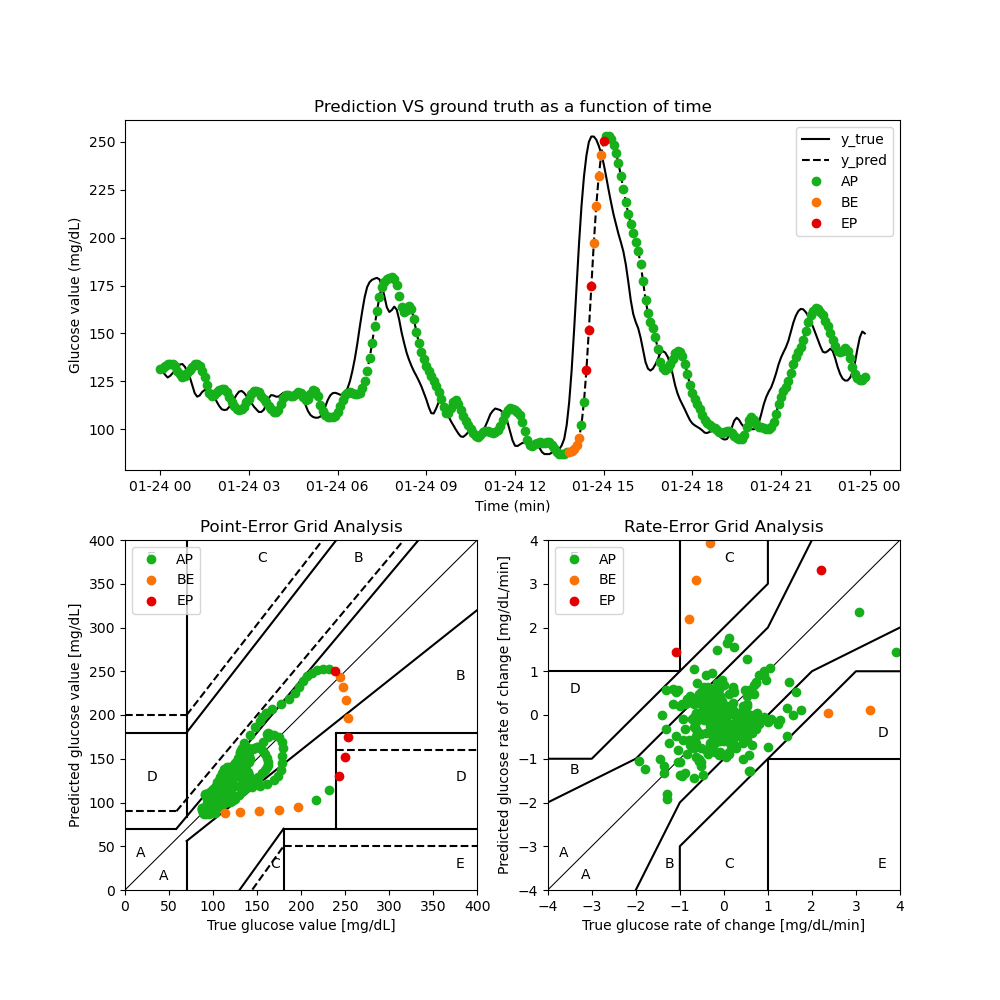 Prediction VS ground truth as a function of time
Glucose value (mg/dL)
250
225
200
175
150
125
100
y_true
y_pred
AP
BE
EP
01-24 00 01-24 03 01-24 06 01-24 09 01-24 12 01-24 15 01-24 18 01-24 21 01-25 00
Time (min)
Point-Error Grid Analysis
Predicted glucose value [mg/dL]
400
350
300
250
200
150
100
50
0
AP
BE
EP
C
B
B
D
D
A
A
C
E
0 50 100 150 200 250 300 350 400
True glucose value [mg/dL]
Rate-Error Grid Analysis
Predicted glucose rate of change [mg/dL/min]
4
3
2
1
0
−1
−2
−3
−4
AP
BE
EP
C
D
D
B
A
A
B
C
E
−4 −3 −2 −1 0 1 2 3 4
True glucose rate of change [mg/dL/min]